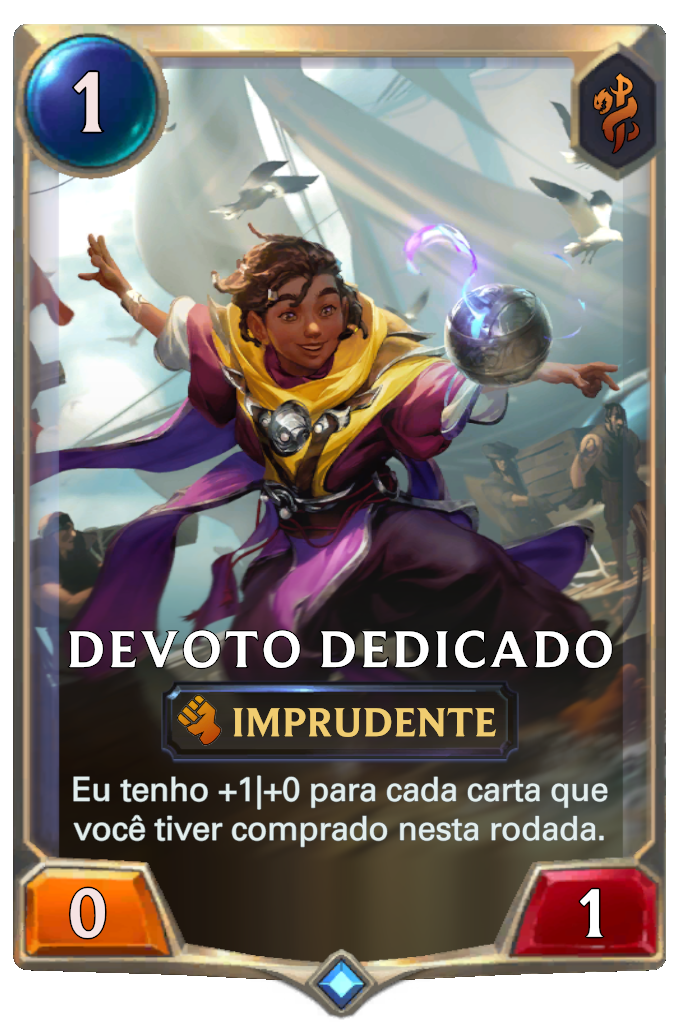 1
DEVOTO DEDICADO
IMPRUDENTE
Eu tenho +1|+0 para cada carta que
você tiver comprado nesta rodada.
0
1